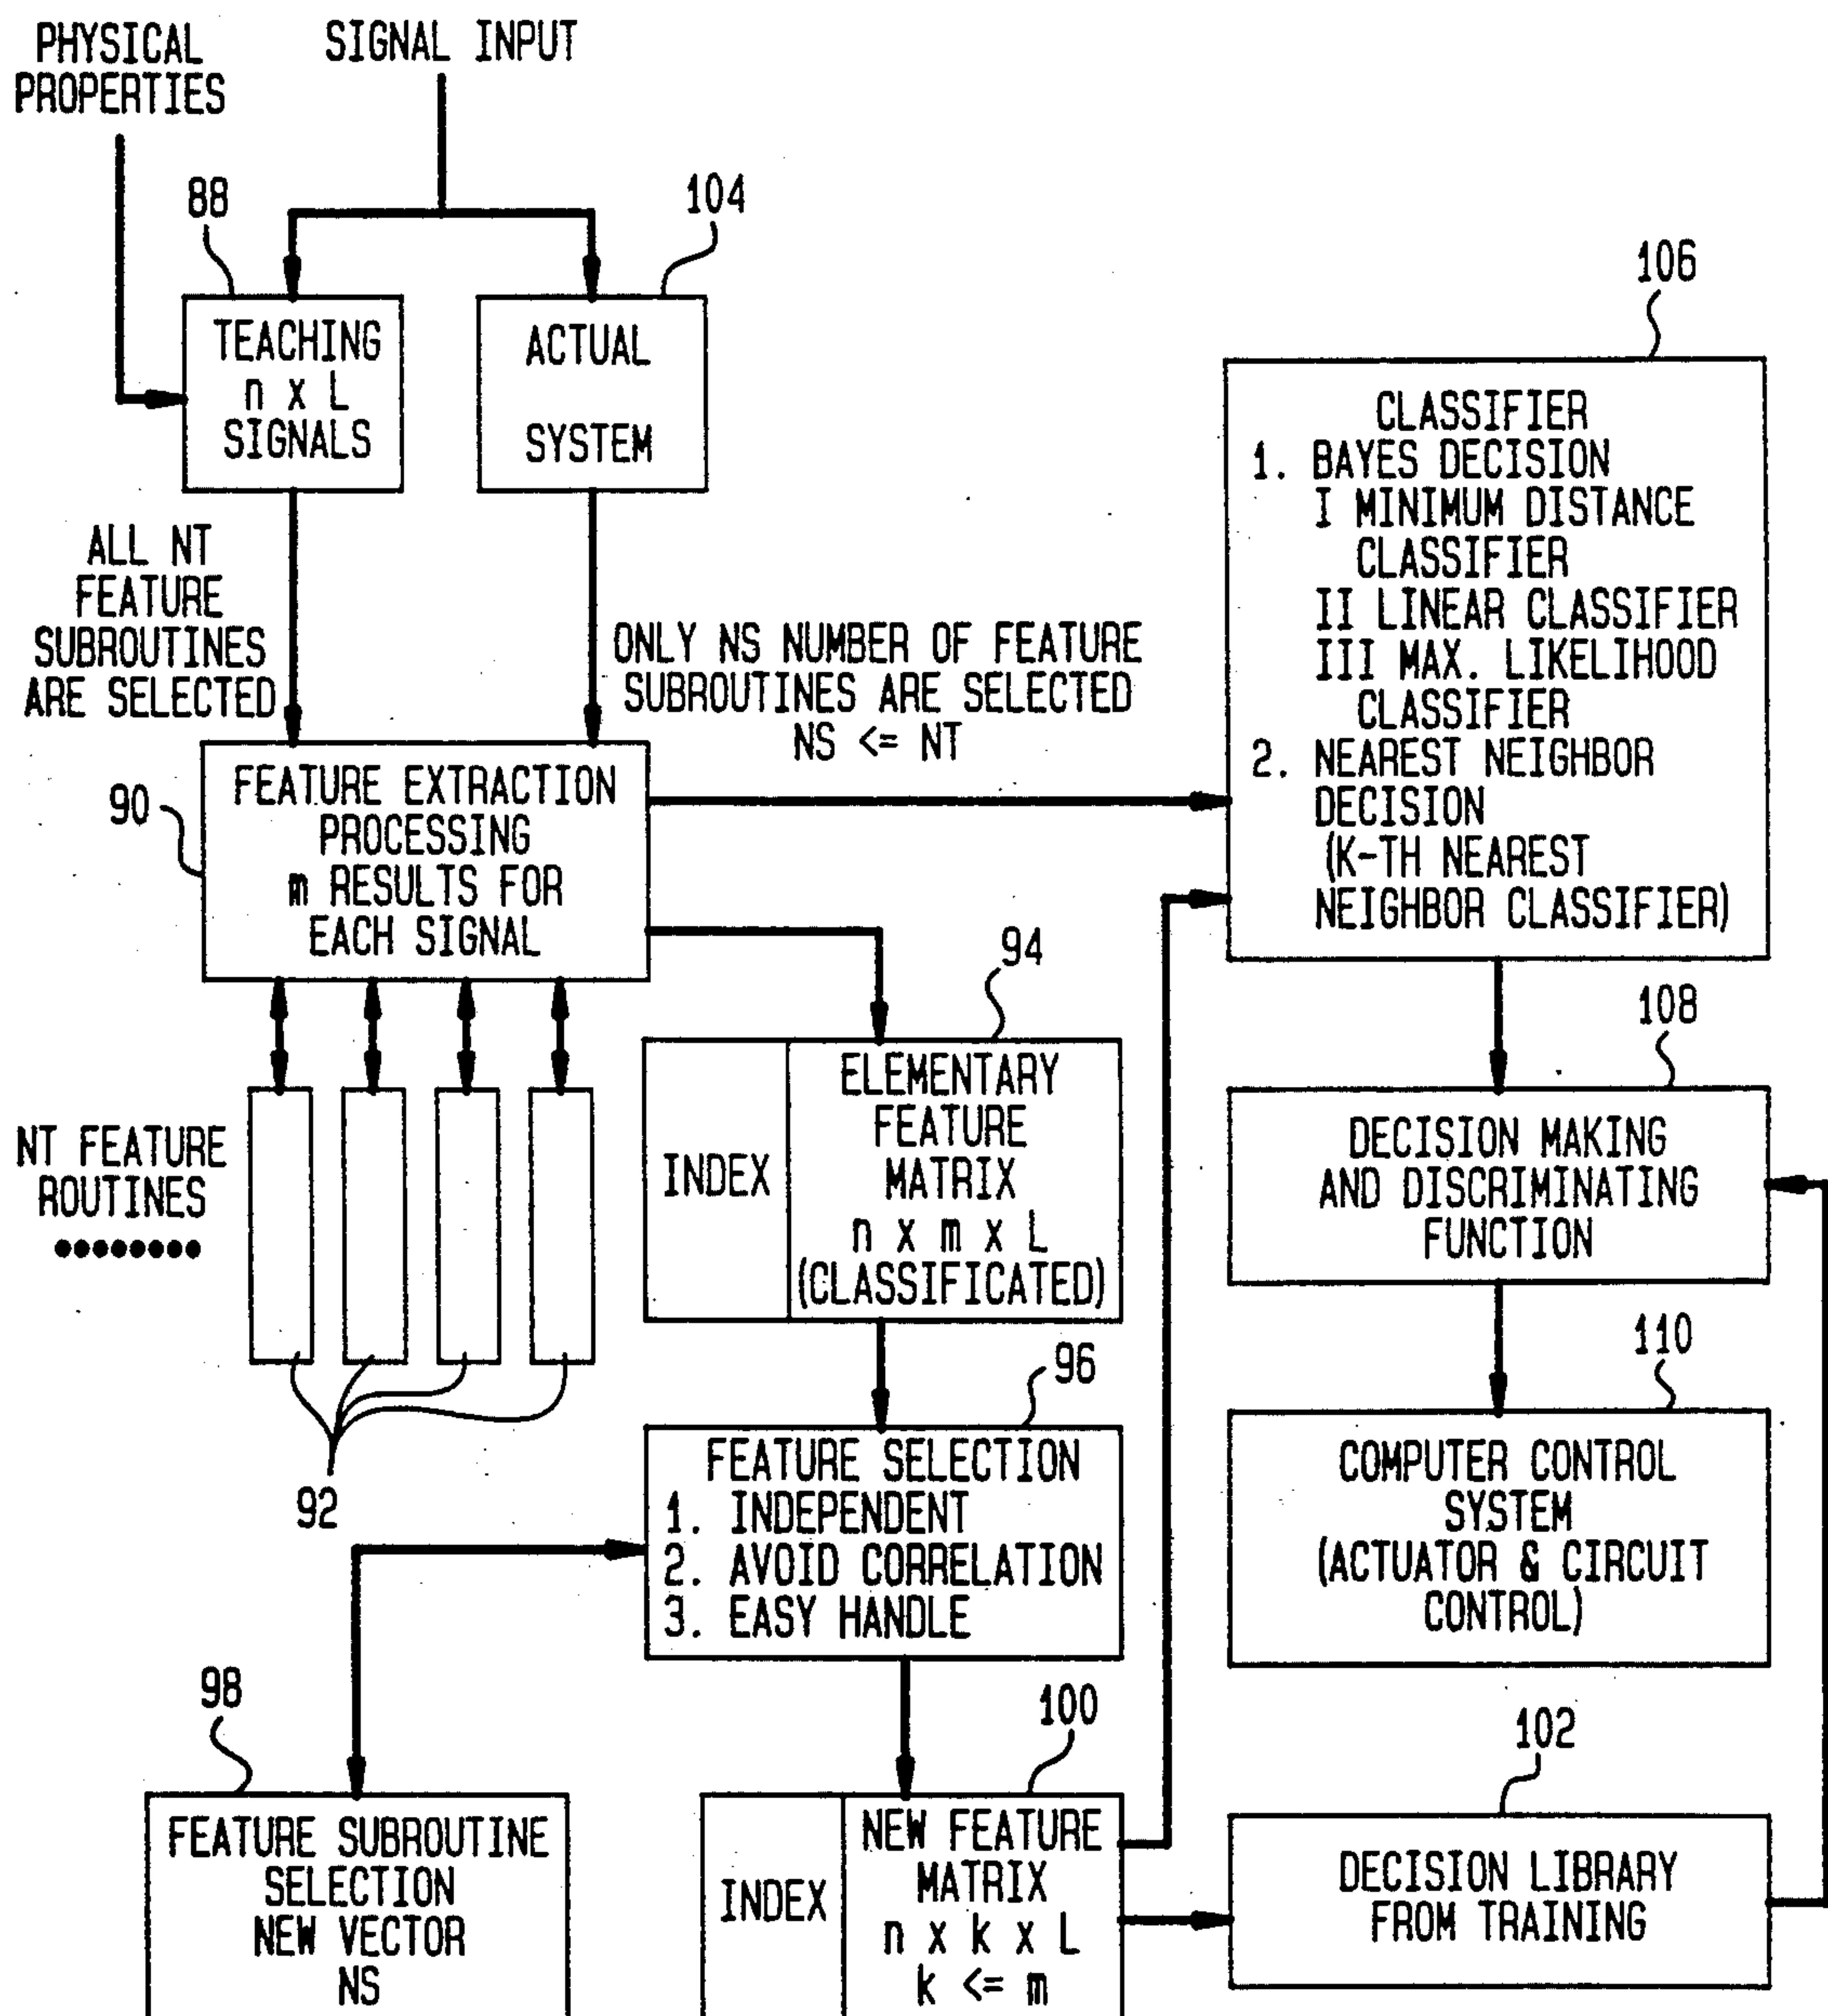 PHYSICAL
PROPERTIES
SIGNAL INPUT
88
104
TEACHING
n x L
SIGNALS
ACTUAL
SYSTEM
106
CLASSIFIER
1. BAYES DECISION
I MINIMUM DISTANCE
CLASSIFIER
II LINEAR CLASSIFIER
III MAX. LIKELIHOOD
CLASSIFIER
2. NEAREST NEIGHBOR
DECISION
(K-TH NEAREST
NEIGHBOR CLASSIFIER)
ALL NT
FEATURE
SUBROUTINES
ARE SELECTED
ONLY NS NUMBER OF FEATURE
SUBROUTINES ARE SELECTED
NS <= NT
90
FEATURE EXTRACTION
PROCESSING
m RESULTS FOR
EACH SIGNAL
94
108
NT FEATURE
ROUTINES
92
INDEX
ELEMENTARY
FEATURE
MATRIX
n x m x L
(CLASSIFICATED)
DECISION MAKING
AND DISCRIMINATING
FUNCTION
96
110
FEATURE SELECTION
1. INDEPENDENT
2. AVOID CORRELATION
3. EASY HANDLE
COMPUTER CONTROL
SYSTEM
(ACTUATOR & CIRCUIT
CONTROL)
98
100
102
FEATURE SUBROUTINE
SELECTION
NEW VECTOR
NS
INDEX
NEW FEATURE
MATRIX
n x k x L
k <= m
DECISION LIBRARY
FROM TRAINING